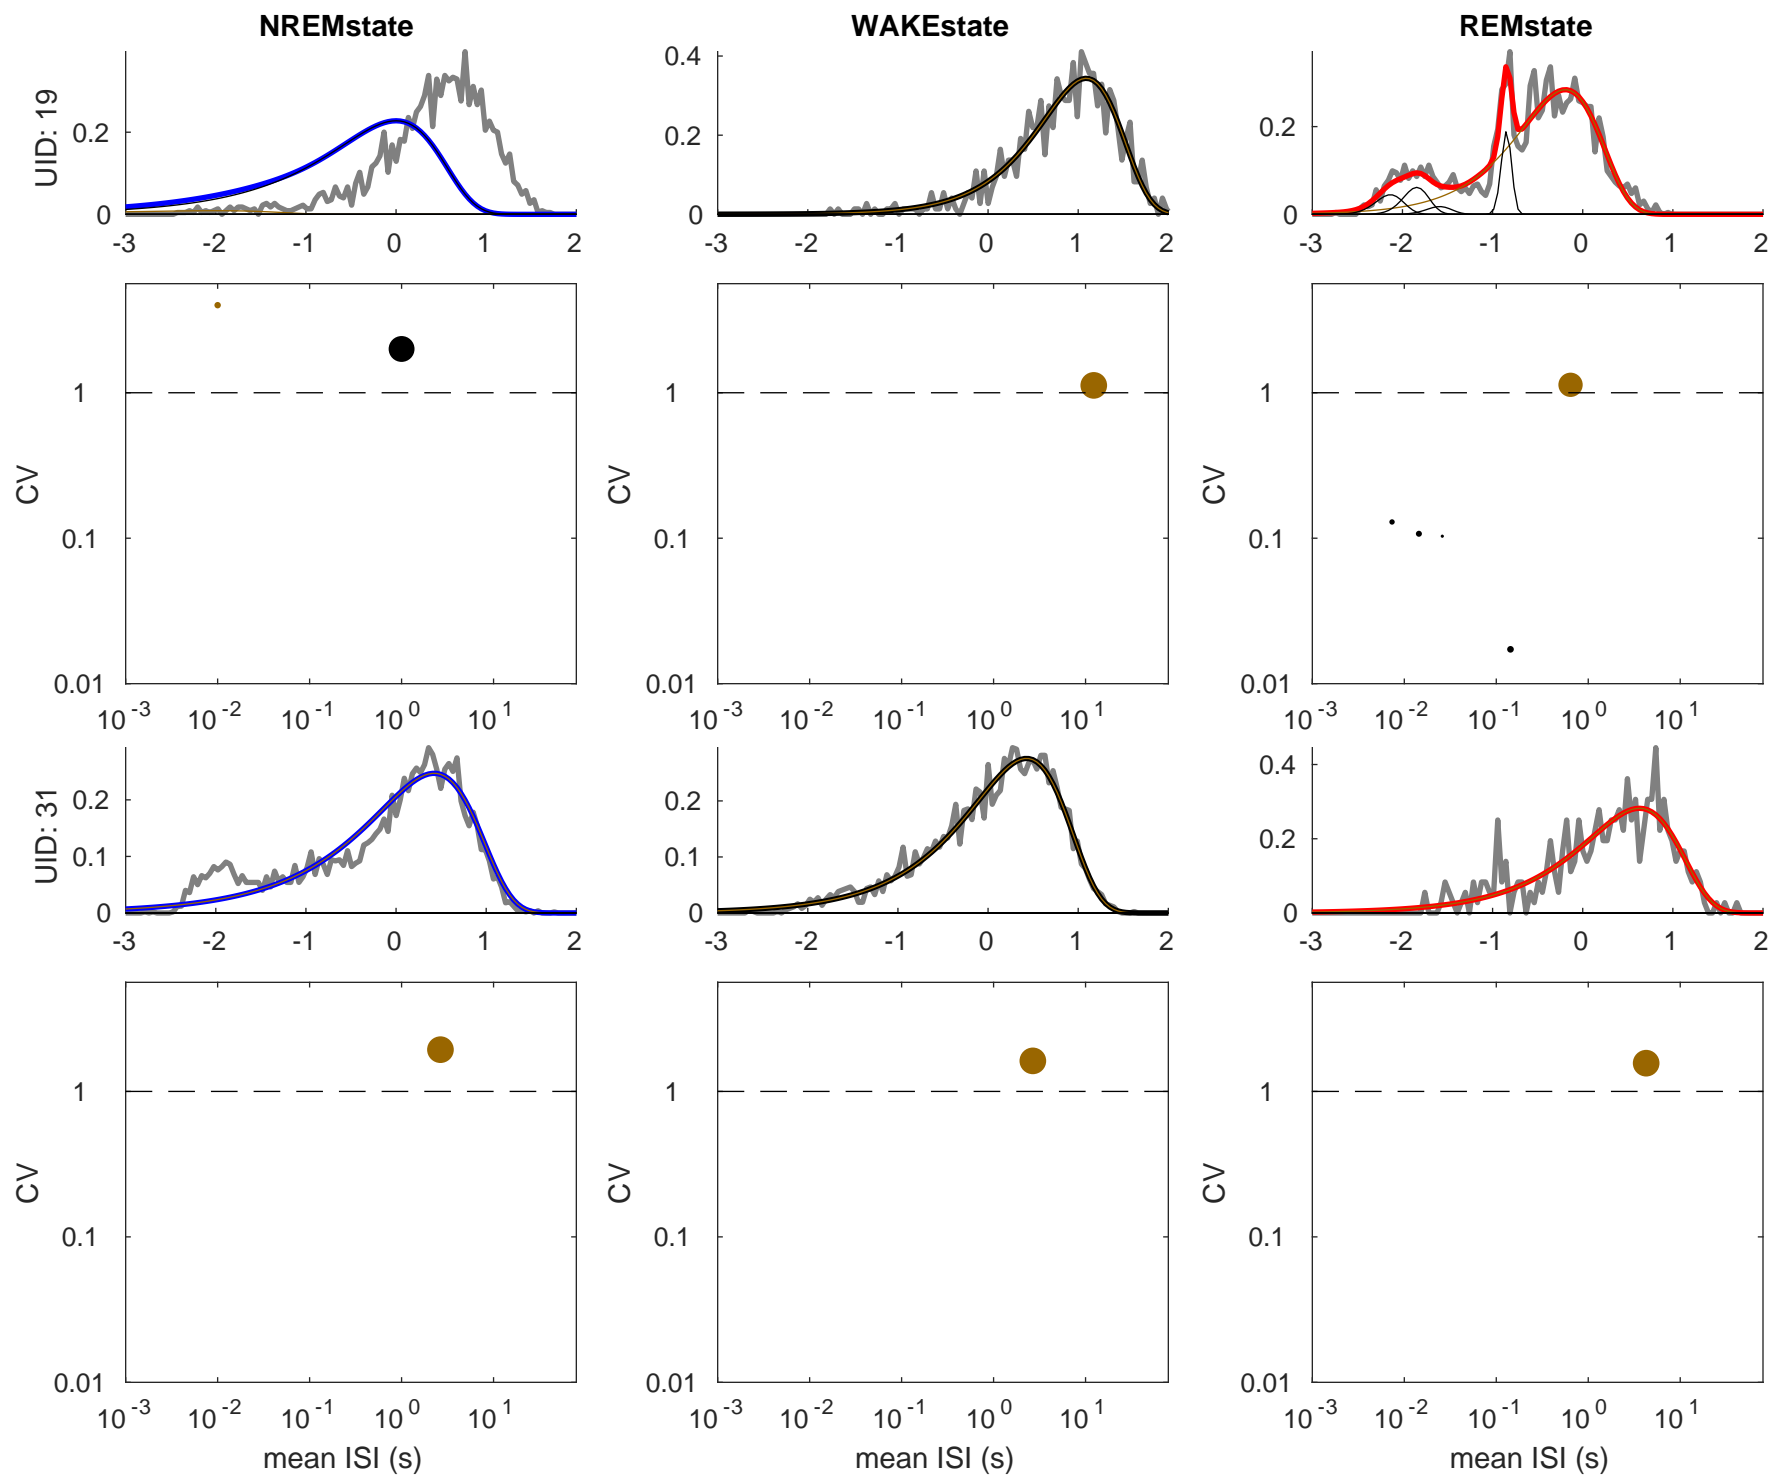 NREMstate WAKEstate REMstate
UID: 19
0.2 0.4 0.2
0.2
0 0 0
-3 -2 -1 0 1 2 -3 -2 -1 0 1 2 -3 -2 -1 0 1 2
CV CV CV
1 1 1
0.1 0.1 0.1
0.01 0.01 0.01
10^-3 10^-2 10^-1 10^0 10^1 10^-3 10^-2 10^-1 10^0 10^1 10^-3 10^-2 10^-1 10^0 10^1
UID: 31
0.2 0.2 0.4
0.1 0.1 0.2
0 0 0
-3 -2 -1 0 1 2 -3 -2 -1 0 1 2 -3 -2 -1 0 1 2
CV CV CV
1 1 1
0.1 0.1 0.1
0.01 0.01 0.01
10^-3 10^-2 10^-1 10^0 10^1 10^-3 10^-2 10^-1 10^0 10^1 10^-3 10^-2 10^-1 10^0 10^1
mean ISI (s) mean ISI (s) mean ISI (s)